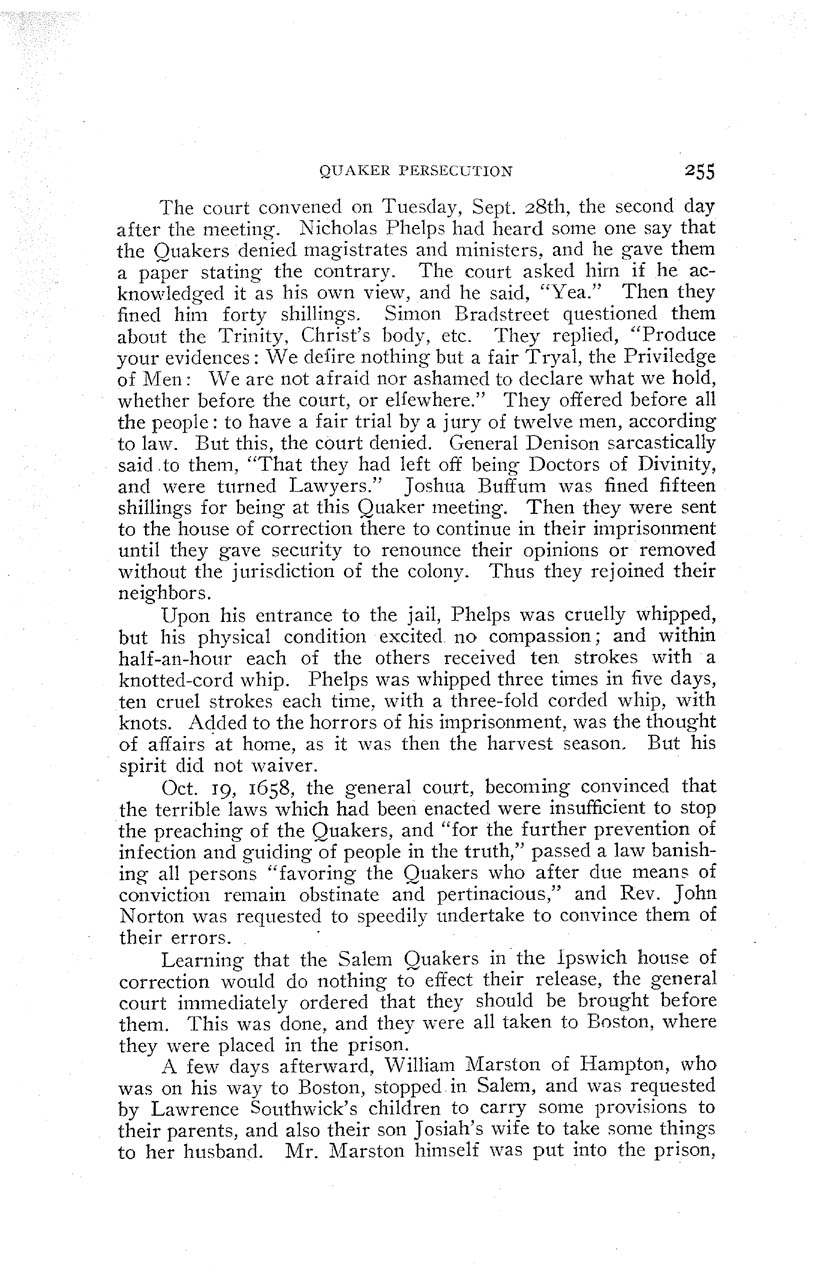 QUAKER PERSECUTION 255
The court convened on Tuesday, Sept. 28th, the second day
after the meeting. Nicholas Phelps had heard some one say that
the Quakers denied magistrates and ministers, and he gave them
a paper stating the contrary. The court asked him if he ac-
knowledged it as his own view, and he said, “Yea.” Then they
fined him forty shillings. Simon Bradstreet questioned them
about the Trinity, Christ’s body, etc. They replied, “Produce
your evidences: We defire nothing but a fair Tryal, the Priviledge
of Men: We are not afraid nor ashamed to declare what we hold,
whether before the court, or elfewhere.” They offered before all
the people: to have a fair trial by a jury of twelve men, according
to law. But this, the court denied. General Denison sarcastically
said to them, “That they had left off being Doctors of Divinity,
and were turned Lawyers.” Joshua Buffum was fined fifteen
shillings for being at this Quaker meeting. Then they were sent
to the house of correction there to continue in their imprisonment
until they gave security to renounce their opinions or removed
without the jurisdiction of the colony. Thus they rejoined their
neighbors.
Upon his entrance to the jail, Phelps was cruelly whipped,
but his physical condition excited no compassion; and within
half-an-hour each of the others received ten strokes with a
knotted-cord whip. Phelps was whipped three times in five days,
ten cruel strokes each time, with a three-fold corded whip, with
knots. Added to the horrors of his imprisonment, was the thought
of affairs at home, as it was then the harvest season. But his
spirit did not waiver.
Oct. 19, 1658, the general court, becoming convinced that
the terrible laws which had been enacted were insufficient to stop
the preaching of the Quakers, and “for the further prevention of
infection and guiding of people in the truth,” passed a law banish-
ing all persons “favoring the Quakers who after due means of
conviction remain obstinate and pertinacious,” and Rev. John
Norton was requested to speedily undertake to convince them of
their errors.
Learning that the Salem Quakers in the Ipswich house of
correction would do nothing to effect their release, the general
court immediately ordered that they should be brought before
them. This was done, and they were all taken to Boston, where
they were placed in the prison.
A few days afterward, William Marston of Hampton, who
was on his way to Boston, stopped in Salem, and was requested
by Lawrence Southwick’s children to carry some provisions to
their parents, and also their son Josiah’s wife to take some things
to her husband. Mr. Marston himself was put into the prison,